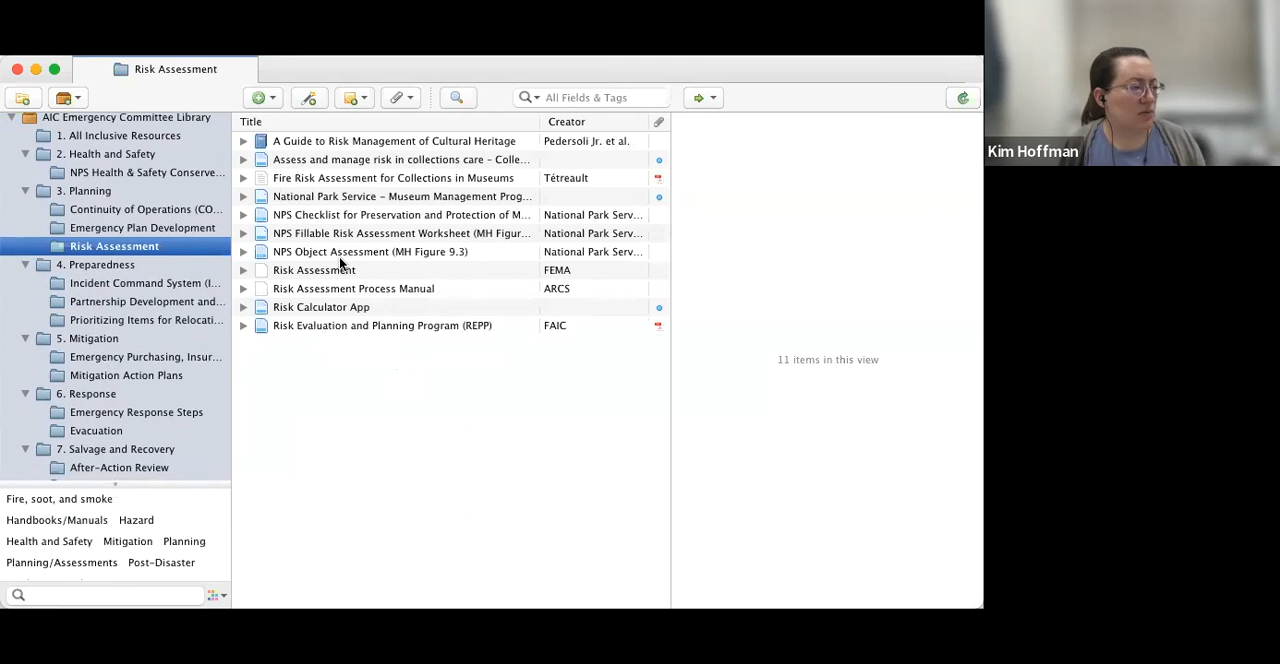 Risk Assessment
All Fields & Tags
AIC Emergency Committee Library
1. All Inclusive Resources
2. Health and Safety
NPS Health & Safety Conserve...
3. Planning
Continuity of Operations (CO...
Emergency Plan Development
Risk Assessment
4. Preparedness
Incident Command System (I...
Partnership Development and...
Prioritizing Items for Relocati...
5. Mitigation
Emergency Purchasing, Insur...
Mitigation Action Plans
6. Response
Emergency Response Steps
Evacuation
7. Salvage and Recovery
After-Action Review
Fire, soot, and smoke
Handbooks/Manuals Hazard
Health and Safety Mitigation Planning
Planning/Assessments Post-Disaster
Title Creator
A Guide to Risk Management of Cultural Heritage Pedersoli Jr. et al.
Assess and manage risk in collections care - Colle...
Fire Risk Assessment for Collections in Museums Tétreault
National Park Service - Museum Management Prog...
NPS Checklist for Preservation and Protection of M... National Park Serv...
NPS Fillable Risk Assessment Worksheet (MH Figur... National Park Serv...
NPS Object Assessment (MH Figure 9.3) National Park Serv...
Risk Assessment FEMA
Risk Assessment Process Manual ARCS
Risk Calculator App
Risk Evaluation and Planning Program (REPP) FAIC
11 items in this view
Kim Hoffman